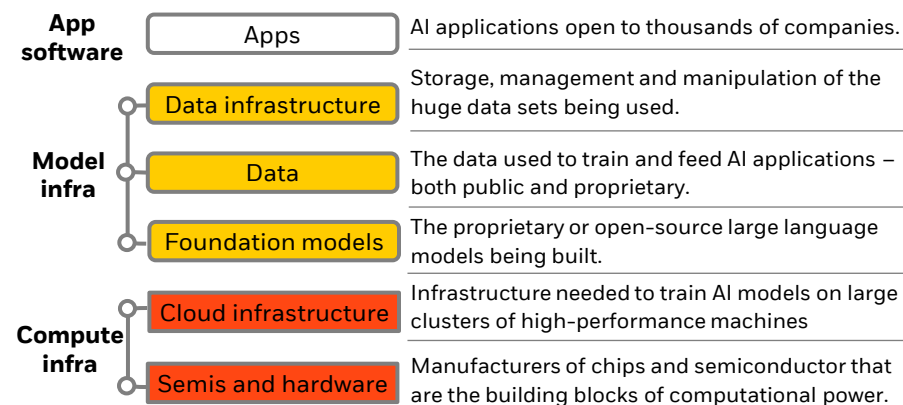 App
software
Apps
AI applications open to thousands of companies.
Data infrastructure
Storage, management and manipulation of the
huge data sets being used.
Model
infra
Data
The data used to train and feed AI applications –
both public and proprietary.
Foundation models
The proprietary or open-source large language
models being built.
Compute
infra
Cloud infrastructure
Infrastructure needed to train AI models on large
clusters of high-performance machines
Semis and hardware
Manufacturers of chips and semiconductor that
are the building blocks of computational power.